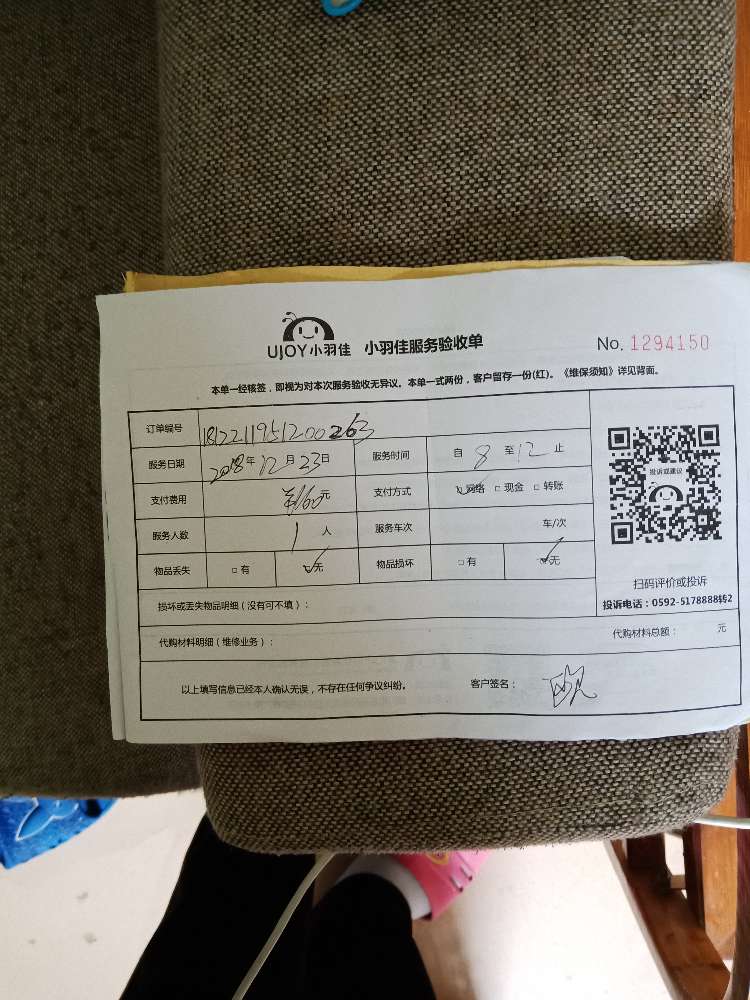 UJOY小羽佳 小羽佳服务验收单 No. 1294150
本单一经核签，即视为对本次服务验收无异议。本单一式两份，客户留存一份(红)。《维保须知》详见背面。
订单编号 1812211951200263
服务日期 2018年12月23日 服务时间 自 8 至 12 止
支付费用 ¥160元 支付方式 ☑网络 □现金 □转账
服务人数 1 人 服务车次 车/次
物品丢失 □有 ☑无 物品损坏 □有 ☑无
损坏或丢失物品明细（没有可不填）：
代购材料明细（维修业务）： 代购材料总额： 元
以上填写信息已经本人确认无误，不存在任何争议纠纷。 客户签名：
投诉或建议
扫码评价或投诉
投诉电话：0592-5178888转2